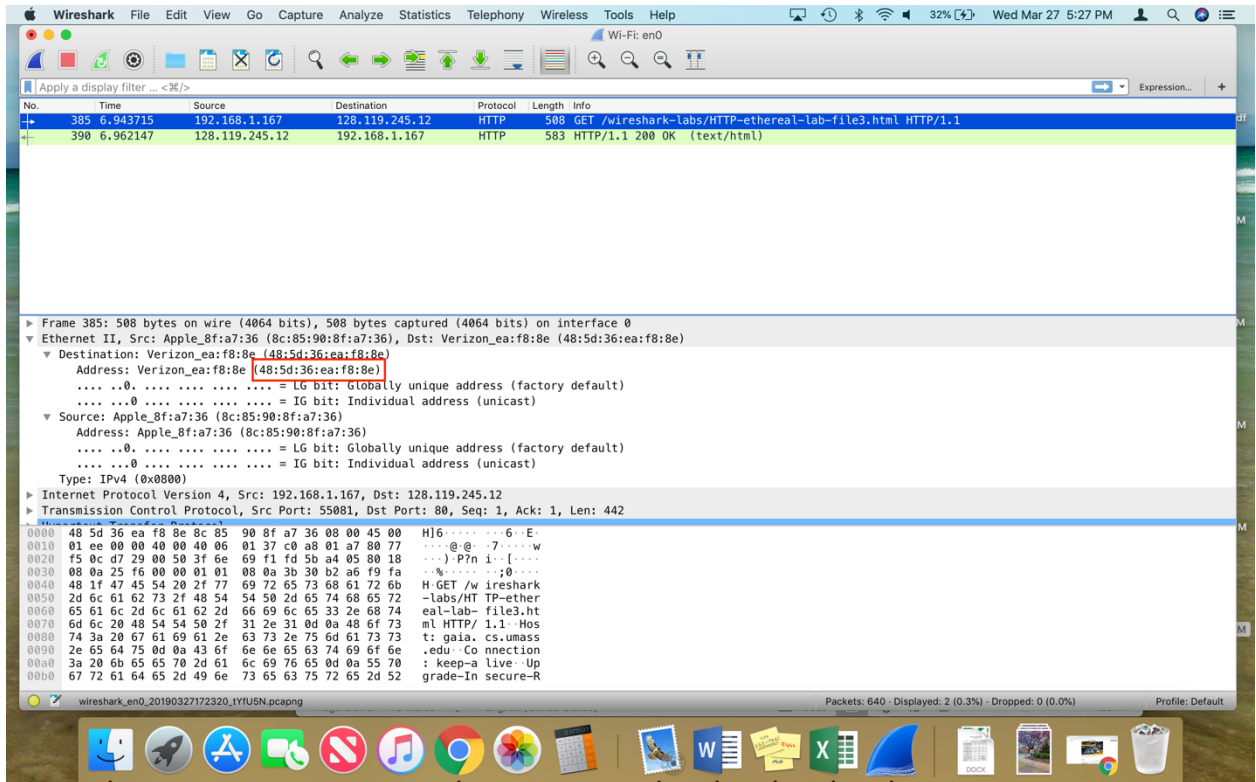 Wireshark File Edit View Go Capture Analyze Statistics Telephony Wireless Tools Help 32% Wed Mar 27 5:27 PM
Wi-Fi: en0
Apply a display filter ... <⌘/> Expression... +
No. Time Source Destination Protocol Length Info
385 6.943715 192.168.1.167 128.119.245.12 HTTP 508 GET /wireshark-labs/HTTP-ethereal-lab-file3.html HTTP/1.1
390 6.962147 128.119.245.12 192.168.1.167 HTTP 583 HTTP/1.1 200 OK (text/html)
Frame 385: 508 bytes on wire (4064 bits), 508 bytes captured (4064 bits) on interface 0
Ethernet II, Src: Apple_8f:a7:36 (8c:85:90:8f:a7:36), Dst: Verizon_ea:f8:8e (48:5d:36:ea:f8:8e)
Destination: Verizon_ea:f8:8e (48:5d:36:ea:f8:8e)
Address: Verizon_ea:f8:8e (48:5d:36:ea:f8:8e)
.... ..0. .... .... .... .... = LG bit: Globally unique address (factory default)
.... ...0 .... .... .... .... = IG bit: Individual address (unicast)
Source: Apple_8f:a7:36 (8c:85:90:8f:a7:36)
Address: Apple_8f:a7:36 (8c:85:90:8f:a7:36)
.... ..0. .... .... .... .... = LG bit: Globally unique address (factory default)
.... ...0 .... .... .... .... = IG bit: Individual address (unicast)
Type: IPv4 (0x0800)
Internet Protocol Version 4, Src: 192.168.1.167, Dst: 128.119.245.12
Transmission Control Protocol, Src Port: 55081, Dst Port: 80, Seq: 1, Ack: 1, Len: 442
Hypertext Transfer Protocol
0000 48 5d 36 ea f8 8e 8c 85 90 8f a7 36 08 00 45 00 H]6····· ···6··E·
0010 01 ee 00 00 40 00 40 06 01 37 c0 a8 01 a7 80 77 ····@·@· ·7·····w
0020 f5 0c d7 29 00 50 3f 6e 69 f1 fd 5b a4 05 80 18 ···)·P?n i··[····
0030 08 0a 25 f6 00 00 01 01 08 0a 3b 30 b2 a6 f9 fa ··%····· ··;0····
0040 48 1f 47 45 54 20 2f 77 69 72 65 73 68 61 72 6b H·GET /w ireshark
0050 2d 6c 61 62 73 2f 48 54 54 50 2d 65 74 68 65 72 -labs/HT TP-ether
0060 65 61 6c 2d 6c 61 62 2d 66 69 6c 65 33 2e 68 74 eal-lab- file3.ht
0070 6d 6c 20 48 54 54 50 2f 31 2e 31 0d 0a 48 6f 73 ml HTTP/ 1.1··Hos
0080 74 3a 20 67 61 69 61 2e 63 73 2e 75 6d 61 73 73 t: gaia. cs.umass
0090 2e 65 64 75 0d 0a 43 6f 6e 6e 65 63 74 69 6f 6e .edu··Co nnection
00a0 3a 20 6b 65 65 70 2d 61 6c 69 76 65 0d 0a 55 70 : keep-a live··Up
00b0 67 72 61 64 65 2d 49 6e 73 65 63 75 72 65 2d 52 grade-In secure-R
wireshark_en0_20190327172320_tYfU5N.pcapng Packets: 640 · Displayed: 2 (0.3%) · Dropped: 0 (0.0%) Profile: Default
DOCX